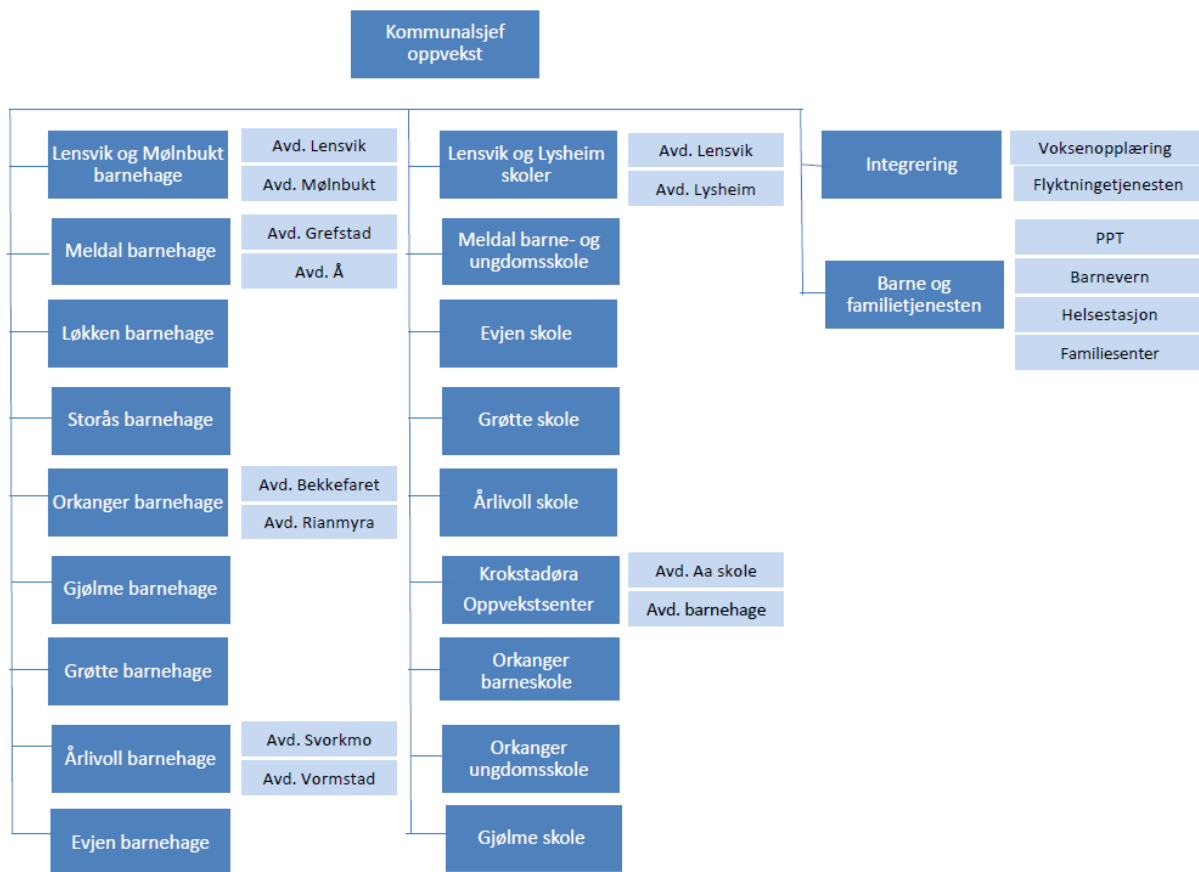 Kommunalsjef
oppvekst
Lensvik og Mølnbukt
barnehage
Avd. Lensvik
Avd. Mølnbukt
Meldal barnehage
Avd. Grefstad
Avd. Å
Løkken barnehage
Storås barnehage
Orkanger barnehage
Avd. Bekkefaret
Avd. Rianmyra
Gjølme barnehage
Grøtte barnehage
Årlivoll barnehage
Avd. Svorkmo
Avd. Vormstad
Evjen barnehage
Lensvik og Lysheim
skoler
Avd. Lensvik
Avd. Lysheim
Meldal barne- og
ungdomsskole
Evjen skole
Grøtte skole
Årlivoll skole
Krokstadøra
Oppvekstsenter
Avd. Aa skole
Avd. barnehage
Orkanger
barneskole
Orkanger
ungdomsskole
Gjølme skole
Integrering
Voksenopplæring
Flyktningetjenesten
Barne og
familietjenesten
PPT
Barnevern
Helsestasjon
Familiesenter